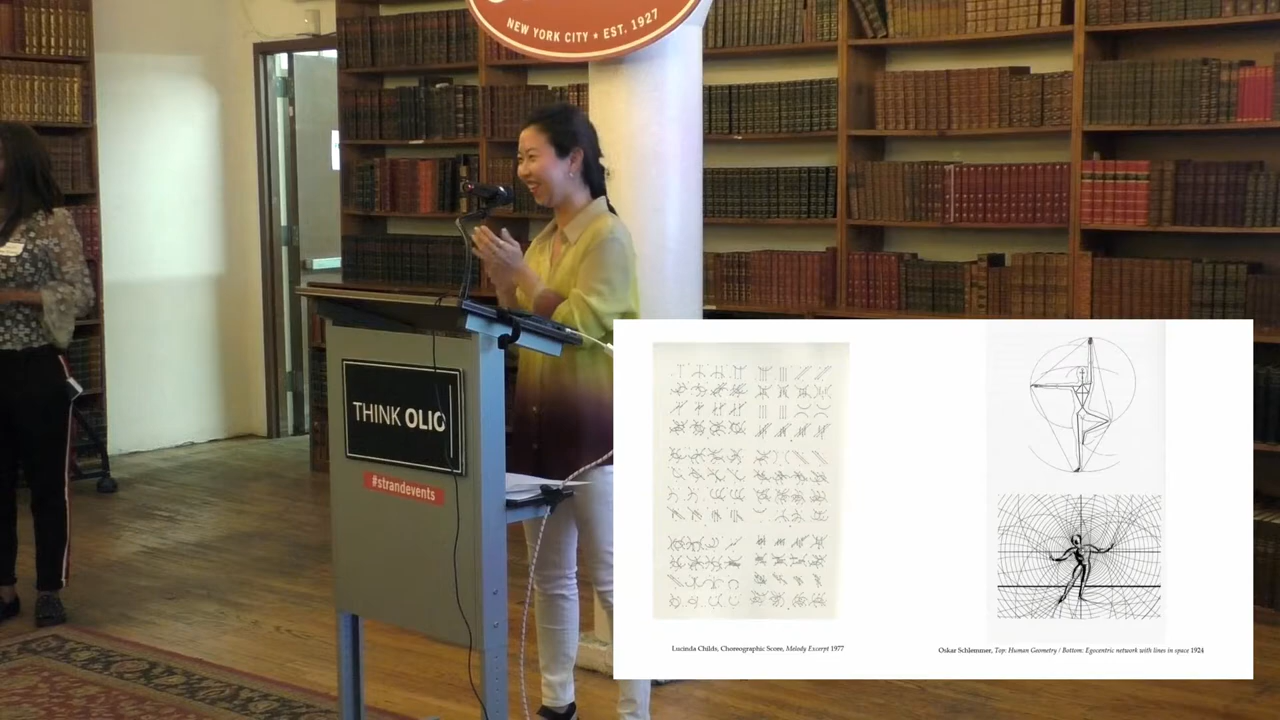 NEW YORK CITY ★ EST. 1927
THINK OLIO
#strandevents
Lucinda Childs, Choreographic Score, Melody Excerpt 1977
Oskar Schlemmer, Top: Human Geometry / Bottom: Egocentric network with lines in space 1924